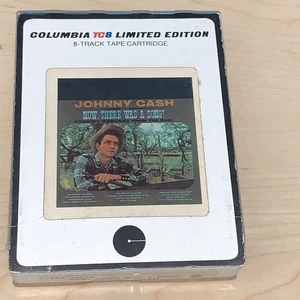 COLUMBIA TC8 LIMITED EDITION
8-TRACK TAPE CARTRIDGE
JOHNNY CASH
NOW, THERE WAS A SONG!